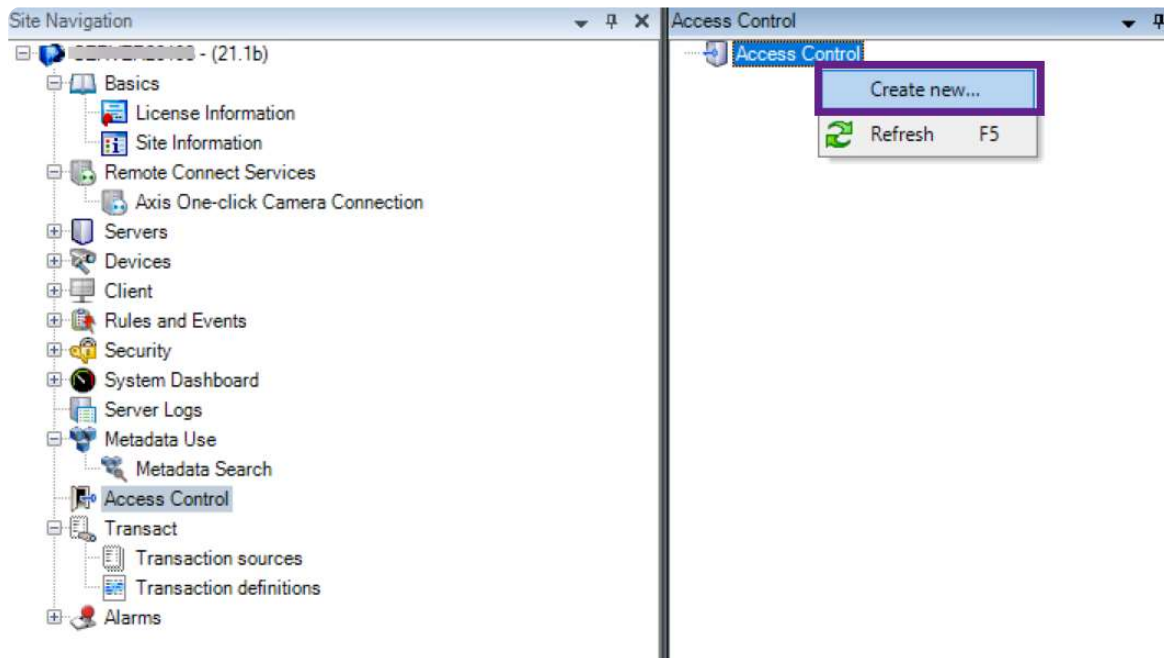 Site Navigation
- (21.1b)
Basics
License Information
Site Information
Remote Connect Services
Axis One-click Camera Connection
Servers
Devices
Client
Rules and Events
Security
System Dashboard
Server Logs
Metadata Use
Metadata Search
Access Control
Transact
Transaction sources
Transaction definitions
Alarms
Access Control
Access Control
Create new...
Refresh F5